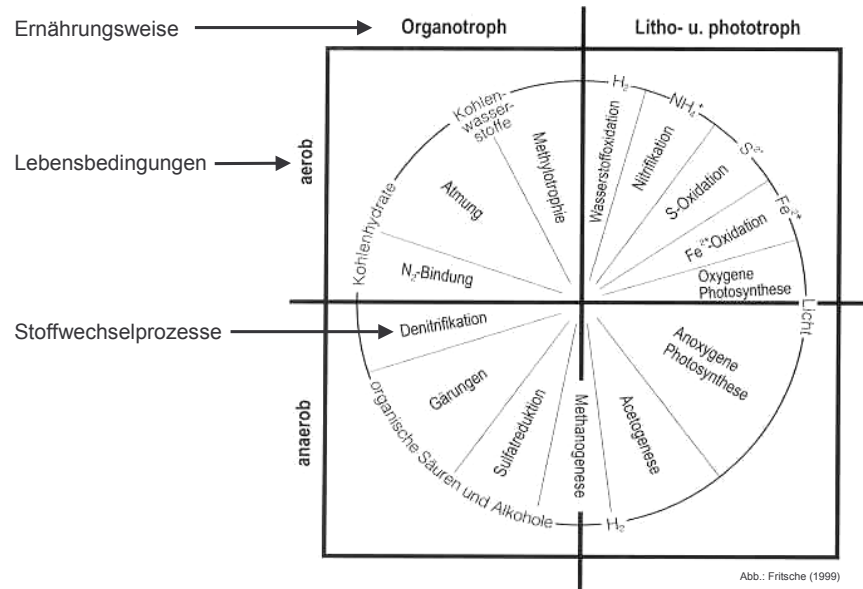 Ernährungsweise
Organotroph
Litho- u. phototroph
Lebensbedingungen
aerob
Stoffwechselprozesse
anaerob
Kohlenhydrate
Kohlen-
wasser-
stoffe
H₂
NH₄⁺
S²⁻
Fe²⁺
Licht
H₂
organische Säuren und Alkohole
N₂-Bindung
Atmung
Methylotrophie
Wasserstoffoxidation
Nitrifikation
S-Oxidation
Fe²⁺-Oxidation
Oxygene
Photosynthese
Anoxygene
Photosynthese
Acetogenese
Methanogenese
Sulfatreduktion
Gärungen
Denitrifikation
Abb.: Fritsche (1999)